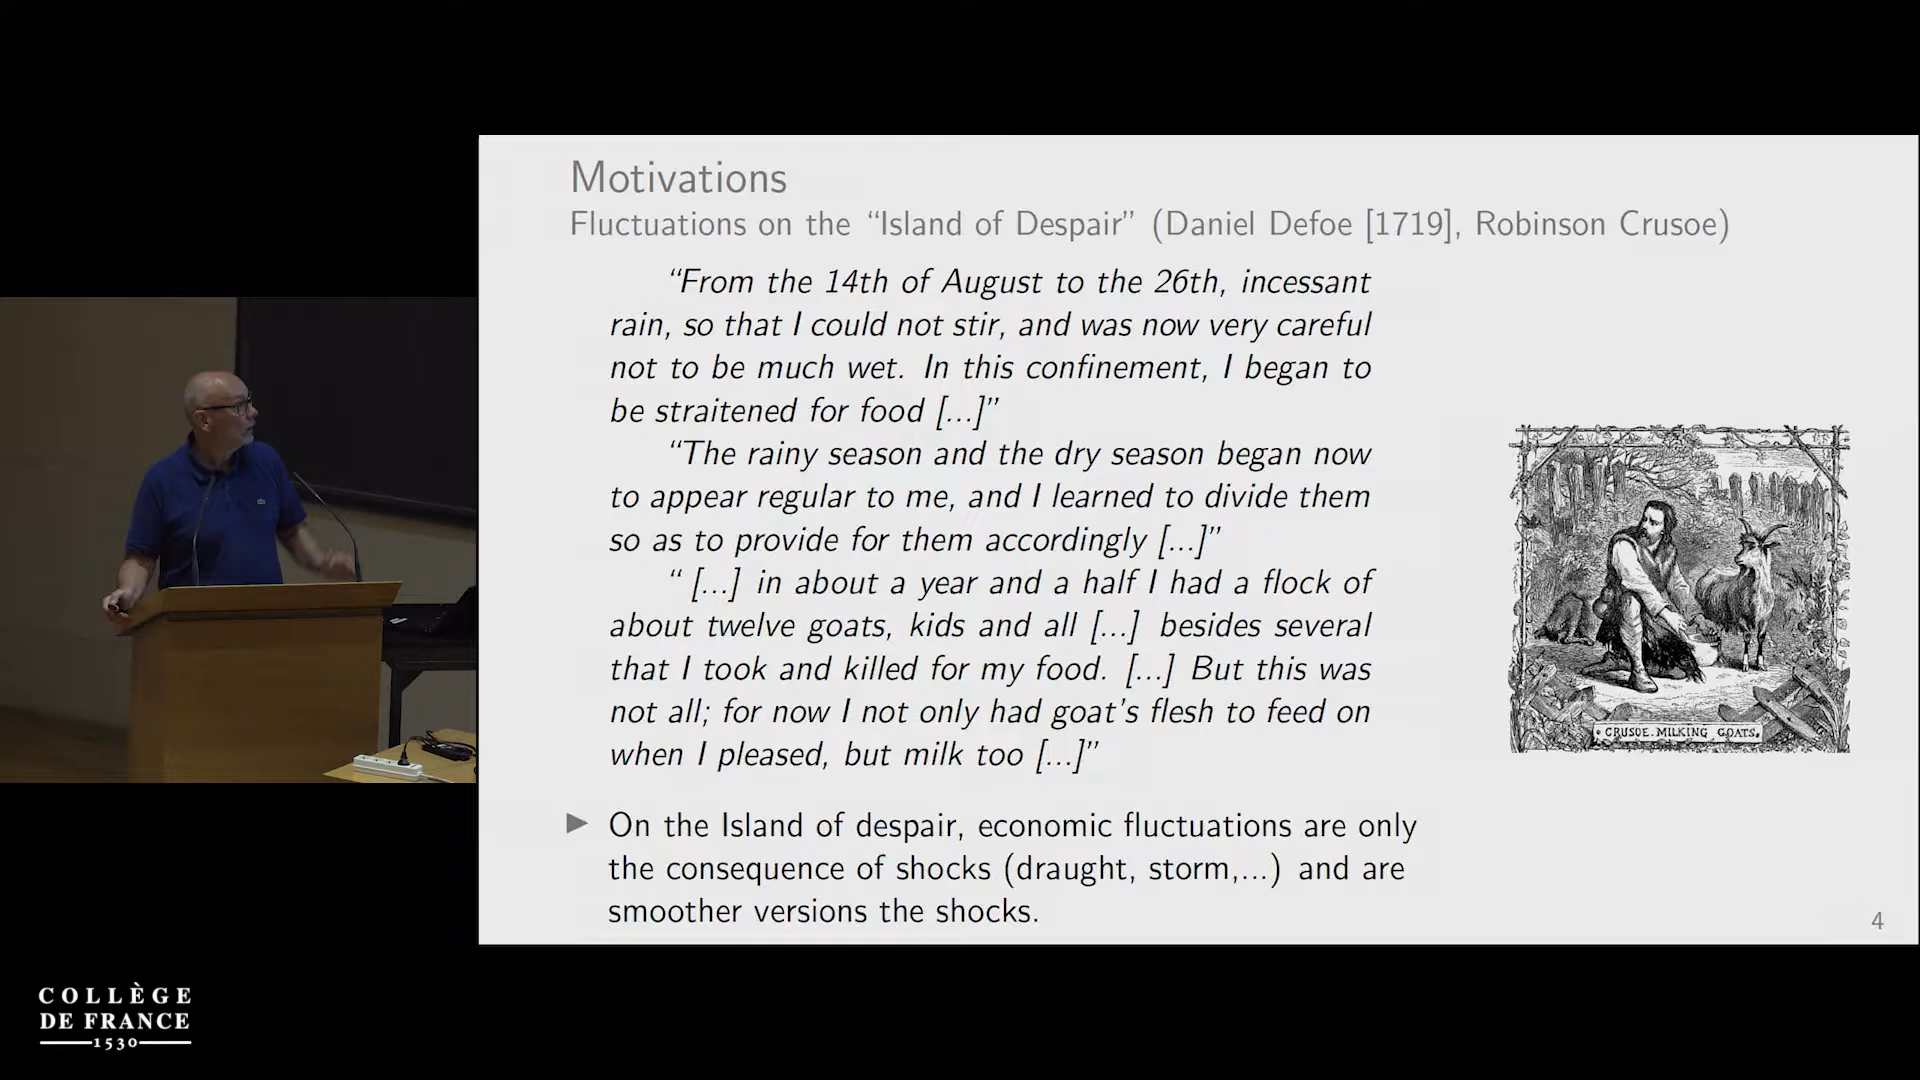 Motivations
Fluctuations on the “Island of Despair” (Daniel Defoe [1719], Robinson Crusoe)
“From the 14th of August to the 26th, incessant
rain, so that I could not stir, and was now very careful
not to be much wet. In this confinement, I began to
be straitened for food [...]”
“The rainy season and the dry season began now
to appear regular to me, and I learned to divide them
so as to provide for them accordingly [...]”
“ [...] in about a year and a half I had a flock of
about twelve goats, kids and all [...] besides several
that I took and killed for my food. [...] But this was
not all; for now I not only had goat's flesh to feed on
when I pleased, but milk too [...]”
CRUSOE MILKING GOATS.
▶ On the Island of despair, economic fluctuations are only
the consequence of shocks (draught, storm,...) and are
smoother versions the shocks.
4
COLLÈGE
DE FRANCE
1530